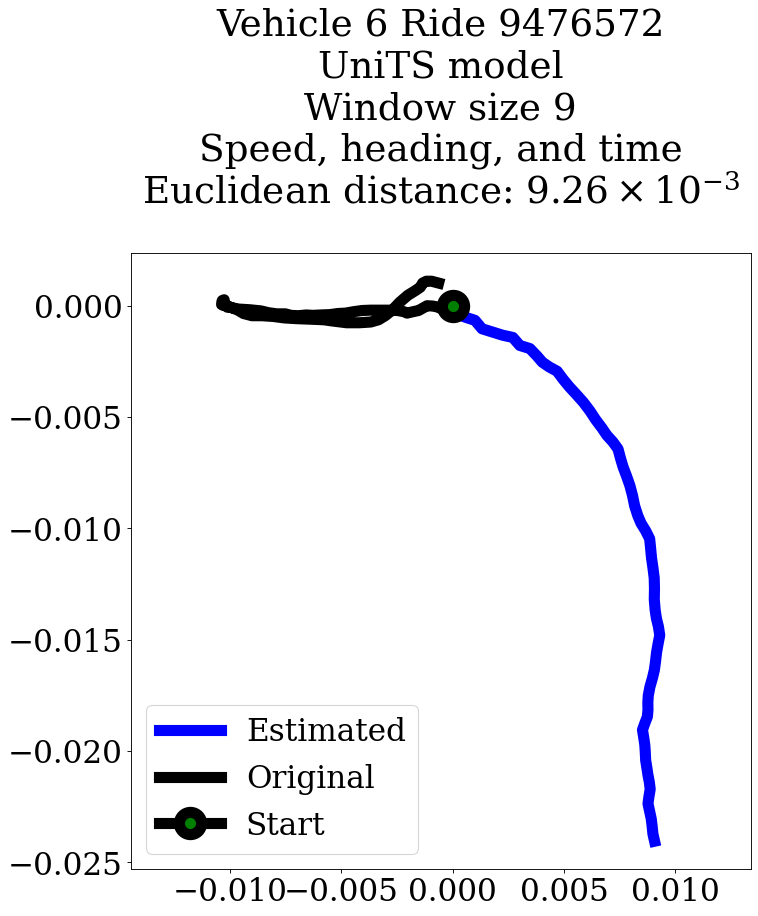 Vehicle 6 Ride 9476572
UniTS model
Window size 9
Speed, heading, and time
Euclidean distance: 9.26 × 10⁻³
0.000
−0.005
−0.010
−0.015
−0.020
−0.025
Estimated
Original
Start
−0.010 −0.005 0.000 0.005 0.010